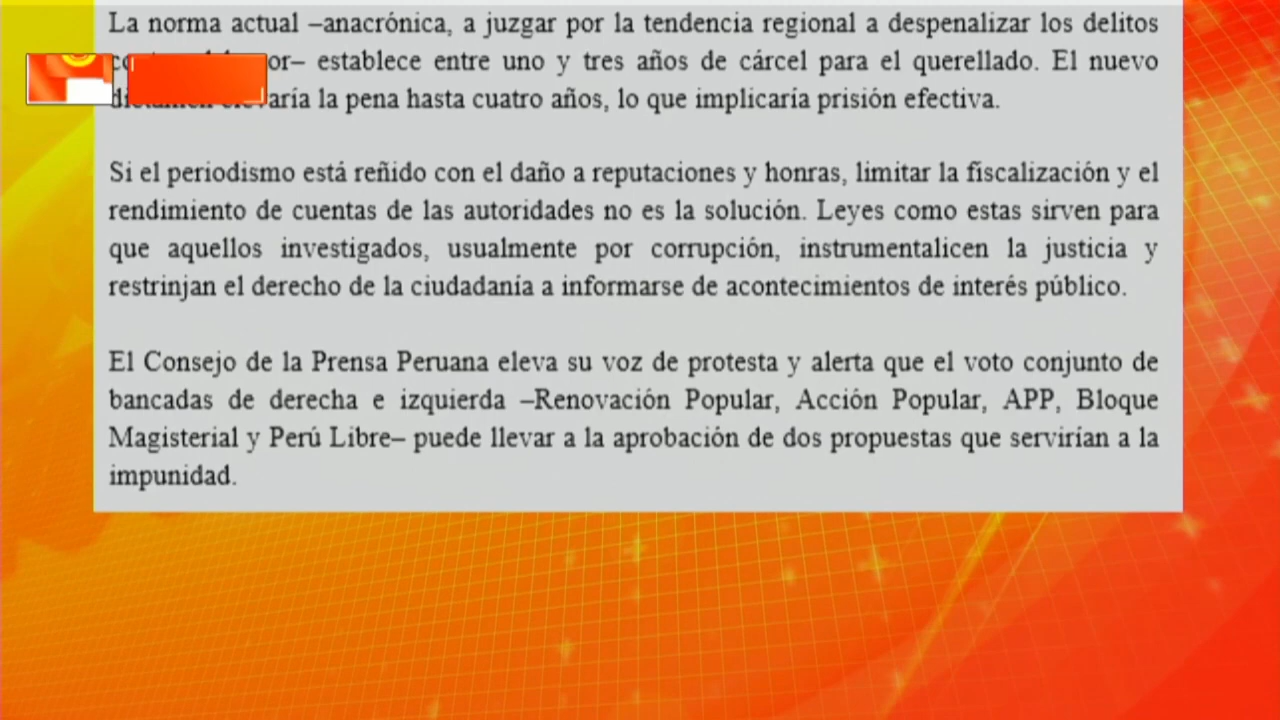 La norma actual –anacrónica, a juzgar por la tendencia regional a despenalizar los delitos
establece entre uno y tres años de cárcel para el querellado. El nuevo
la pena hasta cuatro años, lo que implicaría prisión efectiva.
Si el periodismo está reñido con el daño a reputaciones y honras, limitar la fiscalización y el
rendimiento de cuentas de las autoridades no es la solución. Leyes como estas sirven para
que aquellos investigados, usualmente por corrupción, instrumentalicen la justicia y
restrinjan el derecho de la ciudadanía a informarse de acontecimientos de interés público.
El Consejo de la Prensa Peruana eleva su voz de protesta y alerta que el voto conjunto de
bancadas de derecha e izquierda –Renovación Popular, Acción Popular, APP, Bloque
Magisterial y Perú Libre– puede llevar a la aprobación de dos propuestas que servirían a la
impunidad.